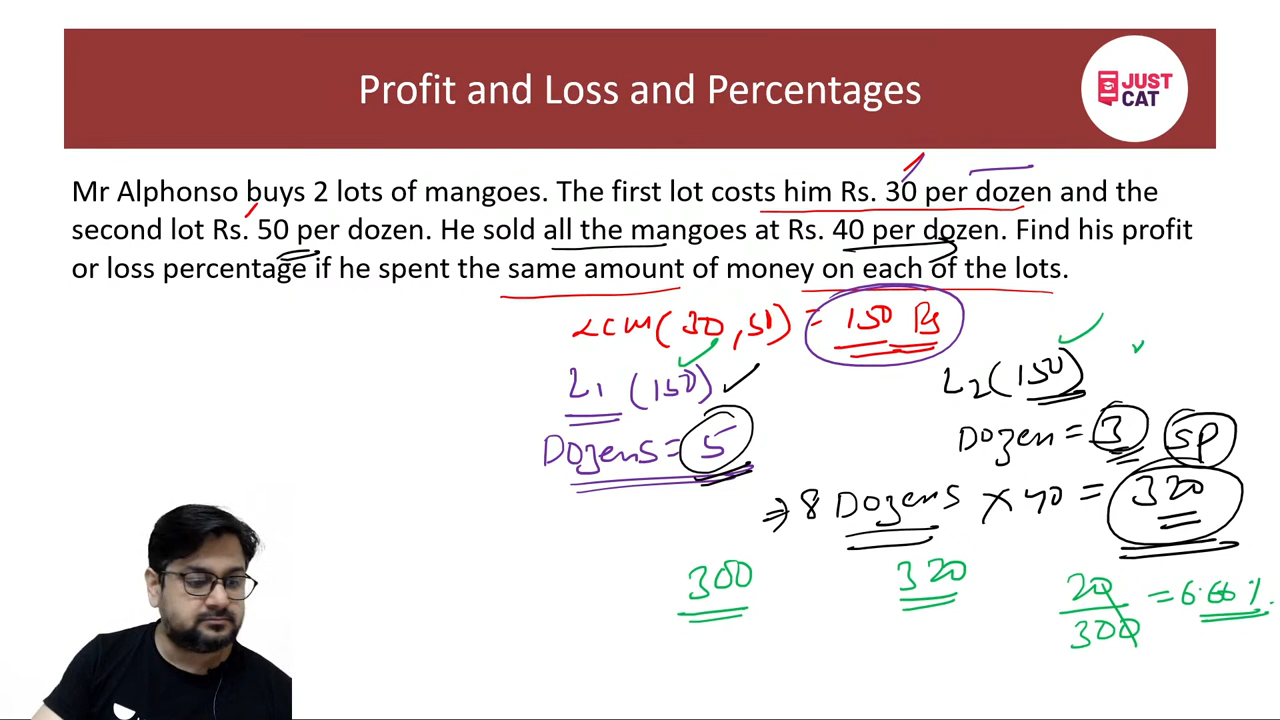 Profit and Loss and Percentages
JUST
CAT
Mr Alphonso buys 2 lots of mangoes. The first lot costs him Rs. 30 per dozen and the
second lot Rs. 50 per dozen. He sold all the mangoes at Rs. 40 per dozen. Find his profit
or loss percentage if he spent the same amount of money on each of the lots.
LCM(30,50) = 150 Rs
L1 (150)
L2(150)
Dozens = 5
Dozen = 3 SP
⇒ 8 Dozens × 40 = 320
300
320
20/300 = 6.66%.